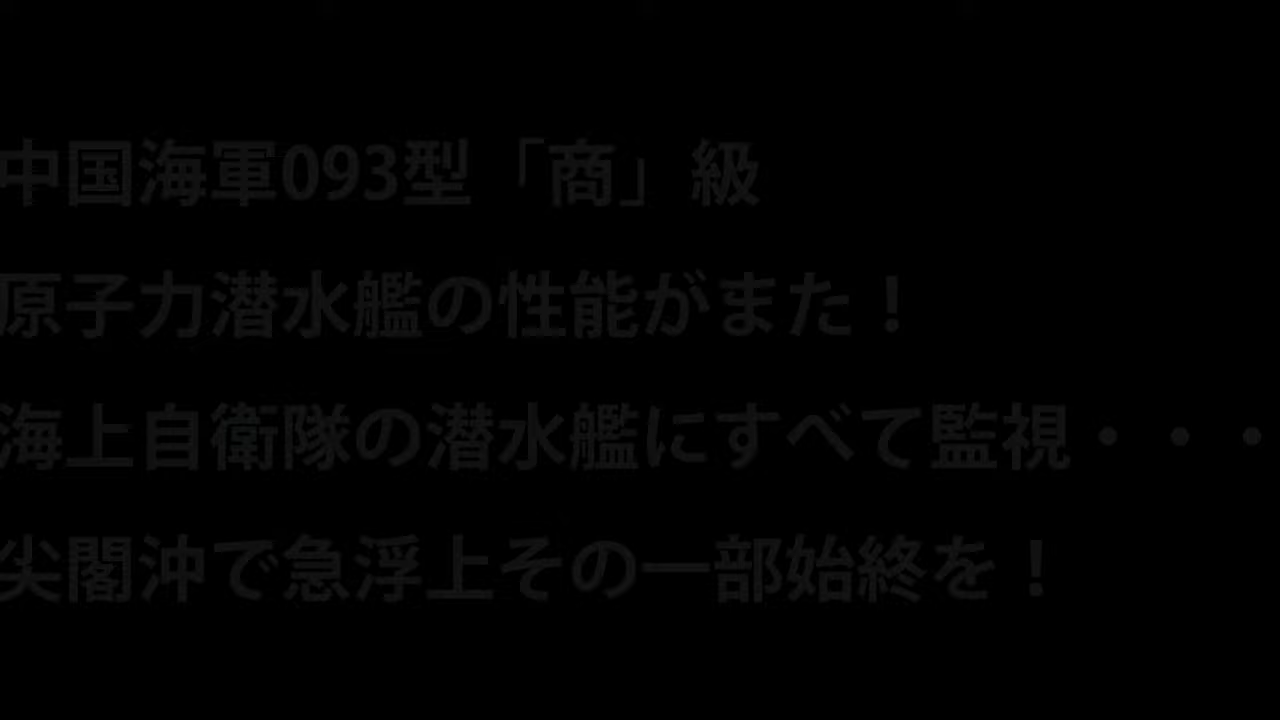 中国海軍093型「商」級
原子力潜水艦の性能がまた！
海上自衛隊の潜水艦にすべて監視・・・
尖閣沖で急浮上その一部始終を！